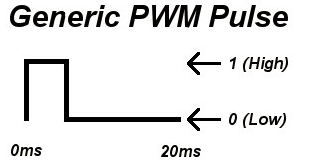 Generic PWM Pulse
1 (High)
0 (Low)
0ms
20ms